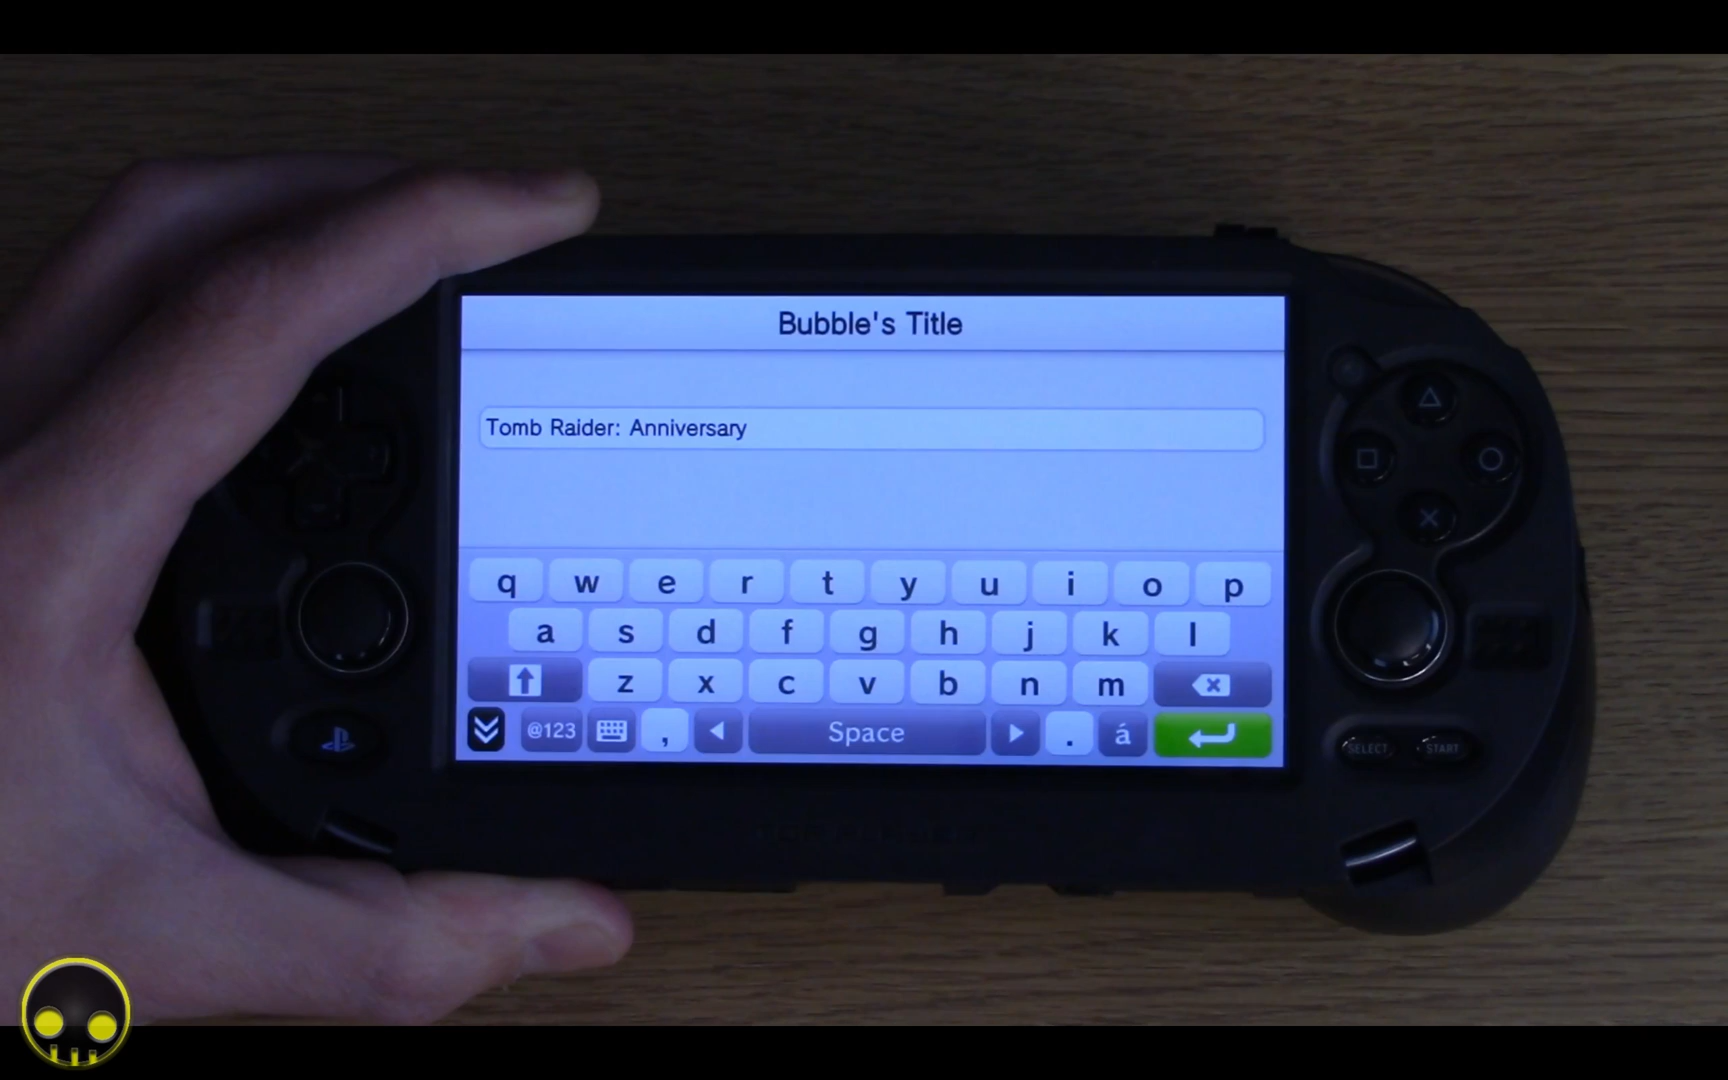 Bubble's Title
Tomb Raider: Anniversary
q w e r t y u i o p
a s d f g h j k l
z x c v b n m
@123 , Space . á
SELECT START